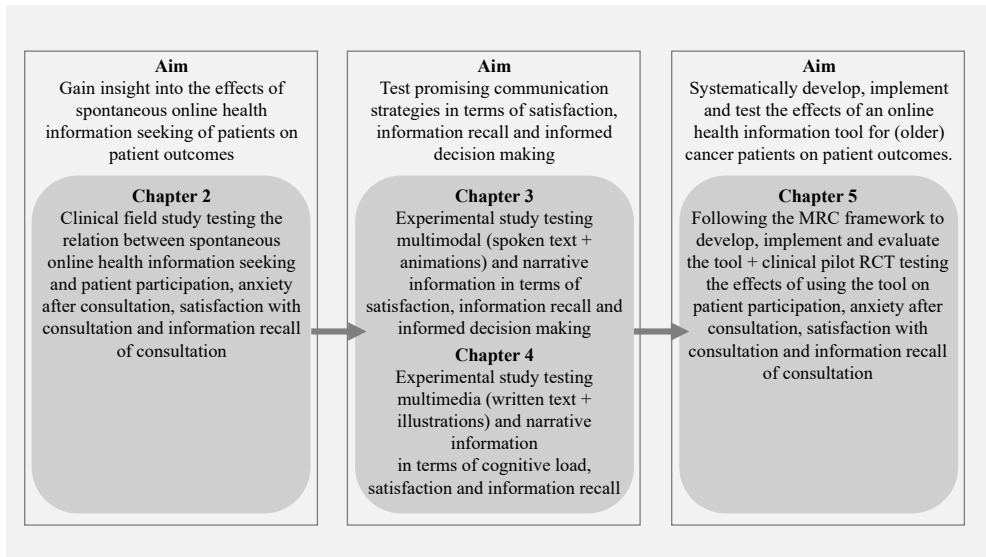 Aim
Gain insight into the effects of
spontaneous online health
information seeking of patients on
patient outcomes
Chapter 2
Clinical field study testing the
relation between spontaneous
online health information seeking
and patient participation, anxiety
after consultation, satisfaction with
consultation and information recall
of consultation
Aim
Test promising communication
strategies in terms of satisfaction,
information recall and informed
decision making
Chapter 3
Experimental study testing
multimodal (spoken text +
animations) and narrative
information in terms of
satisfaction, information recall and
informed decision making
Chapter 4
Experimental study testing
multimedia (written text +
illustrations) and narrative
information
in terms of cognitive load,
satisfaction and information recall
Aim
Systematically develop, implement
and test the effects of an online
health information tool for (older)
cancer patients on patient outcomes.
Chapter 5
Following the MRC framework to
develop, implement and evaluate
the tool + clinical pilot RCT testing
the effects of using the tool on
patient participation, anxiety after
consultation, satisfaction with
consultation and information recall
of consultation